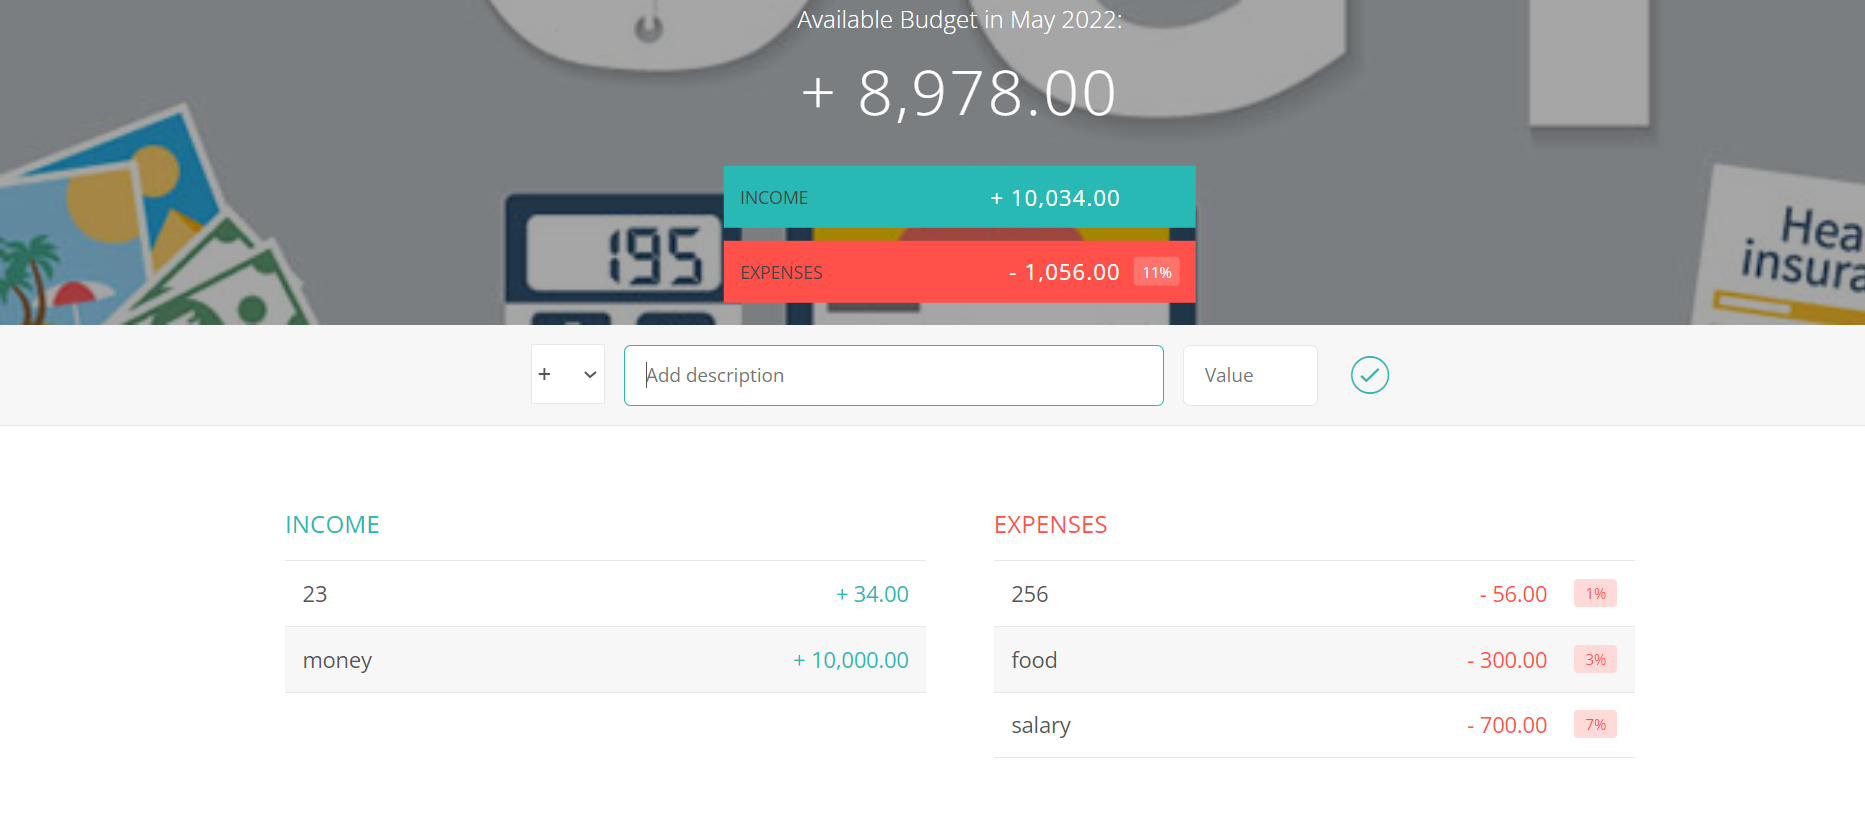 Available Budget in May 2022:
+ 8,978.00
INCOME + 10,034.00
EXPENSES - 1,056.00 11%
195
Hea
insura
+ Add description Value
INCOME
23 + 34.00
money + 10,000.00
EXPENSES
256 - 56.00 1%
food - 300.00 3%
salary - 700.00 7%